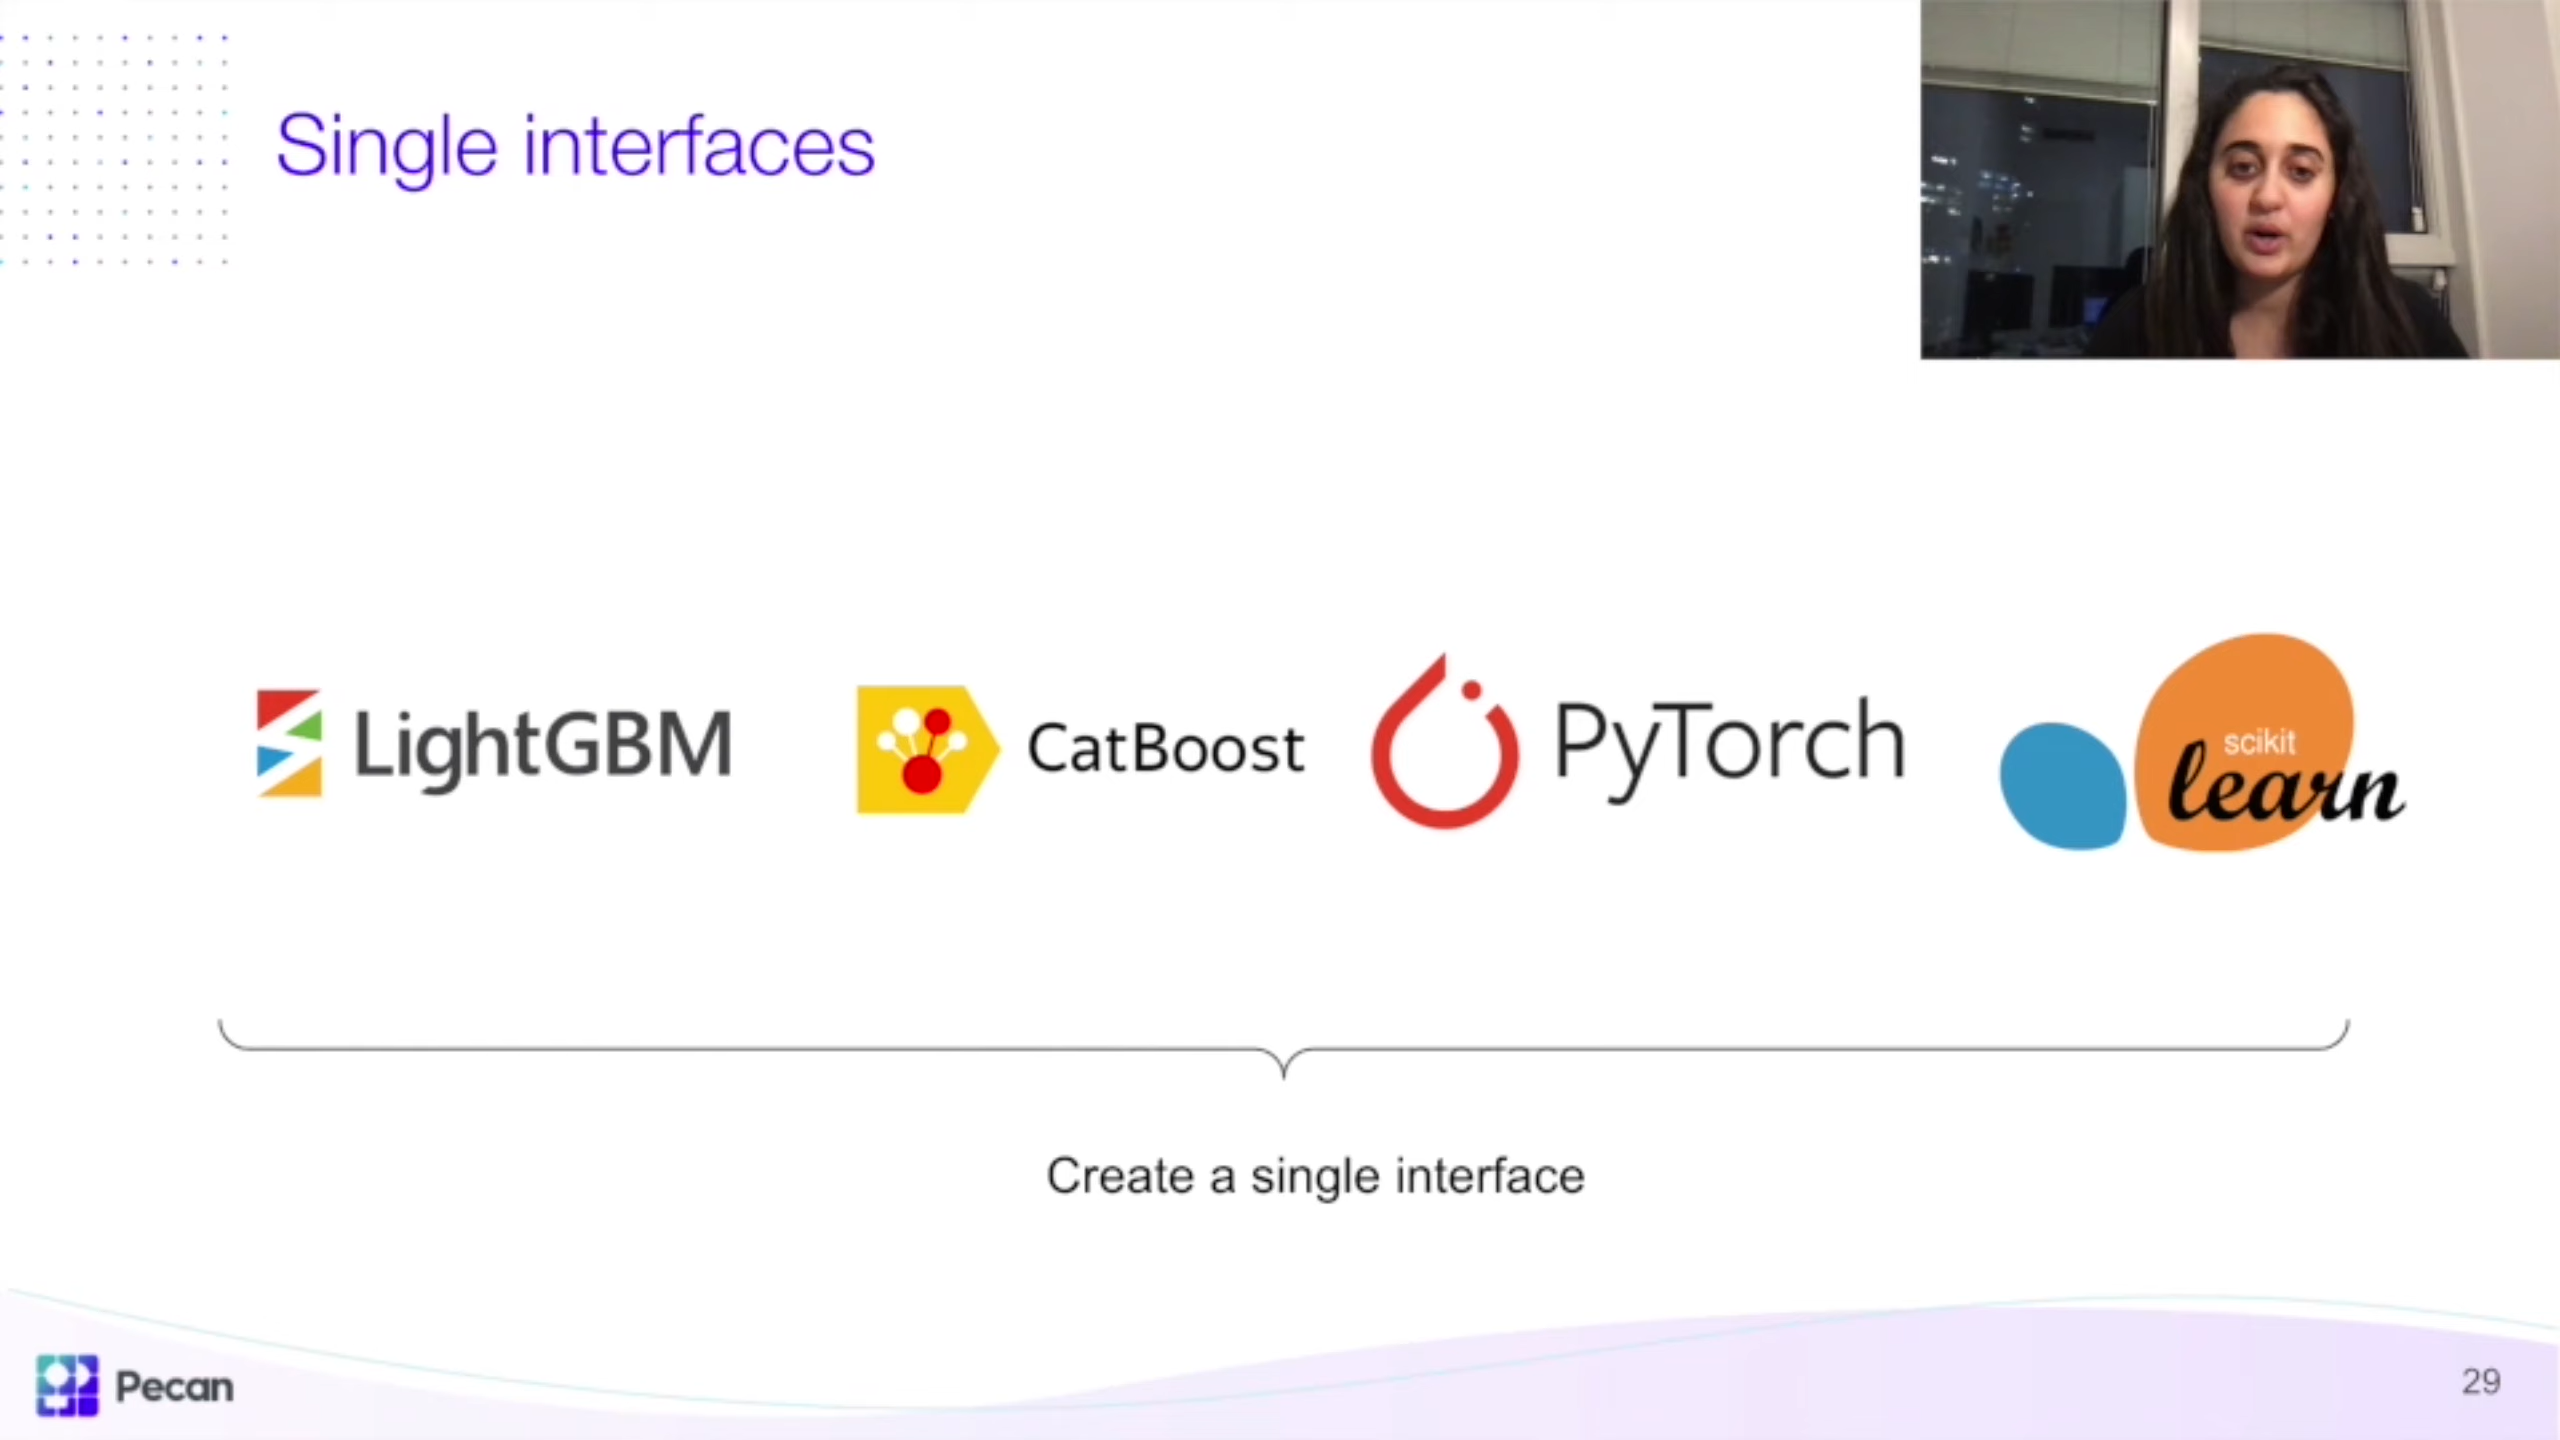 Single interfaces
LightGBM
CatBoost
PyTorch
scikit
learn
Create a single interface
Pecan
29